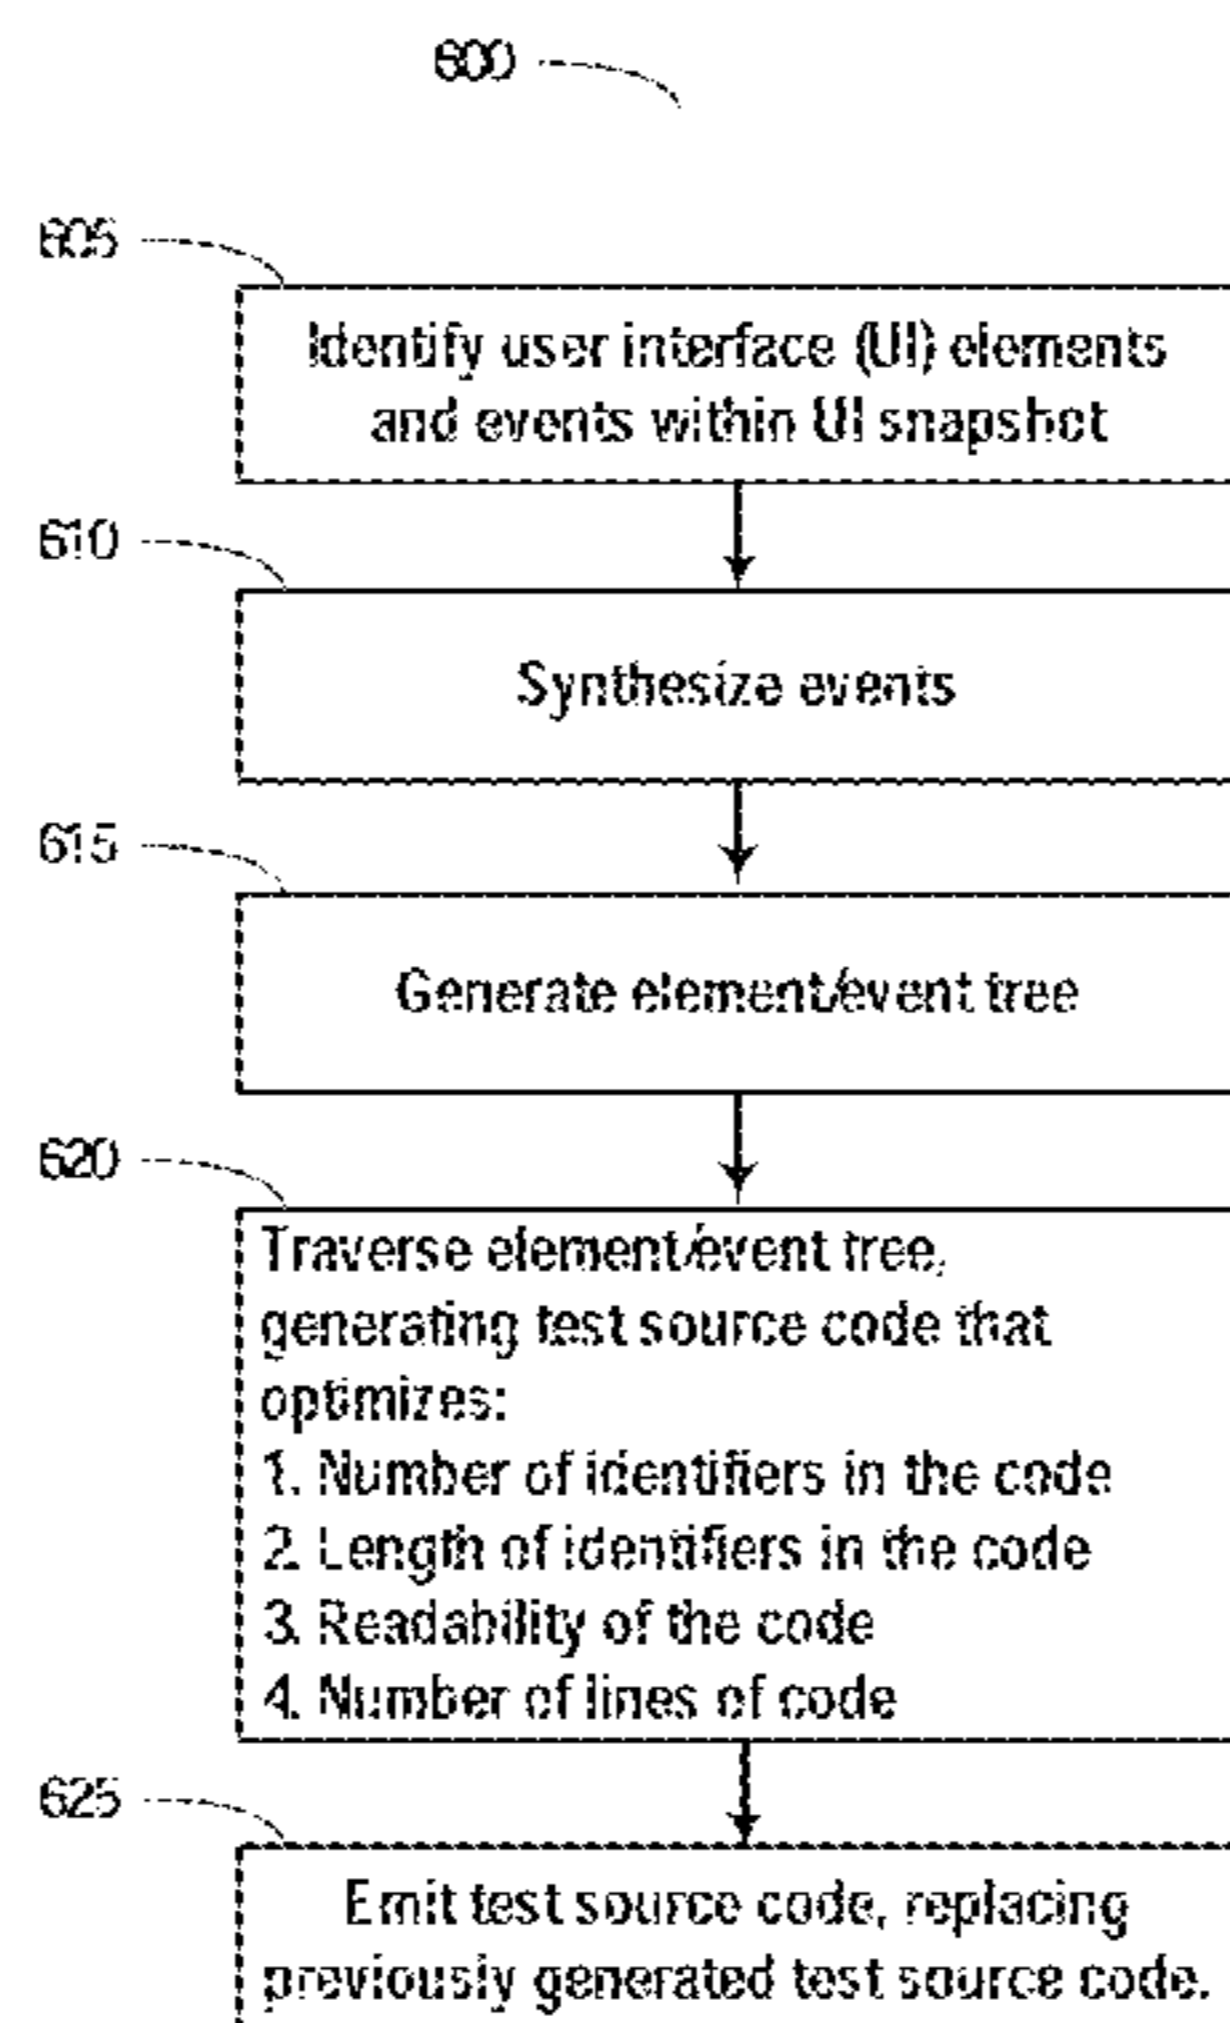 600
605
Identify user interface (UI) elements
and events within UI snapshot
610
Synthesize events
615
Generate element/event tree
620
Traverse element/event tree,
generating test source code that
optimizes:
1. Number of identifiers in the code
2. Length of identifiers in the code
3. Readability of the code
4. Number of lines of code
625
Emit test source code, replacing
previously generated test source code.